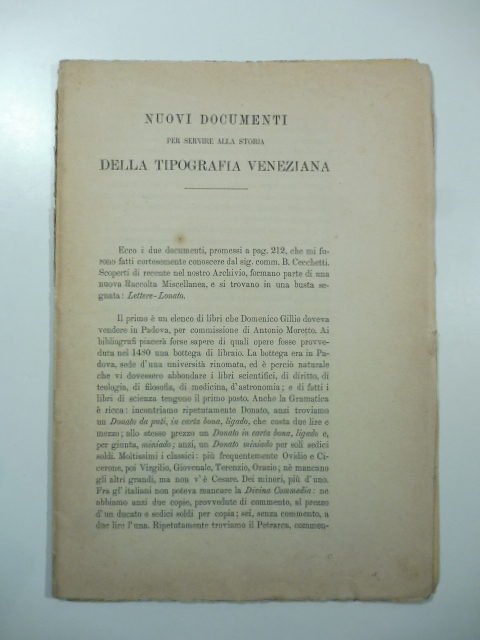 NUOVI DOCUMENTI
PER SERVIRE ALLA STORIA
DELLA TIPOGRAFIA VENEZIANA
Ecco i due documenti, promessi a pag. 212, che mi fu-
rono fatti cortesemente conoscere dal sig. comm. B. Cecchetti.
Scoperti di recente nel nostro Archivio, formano parte di una
nuova Raccolta Miscellanea, e si trovano in una busta se-
gnata: Lettere-Lonato.
Il primo è un elenco di libri che Domenico Gillio doveva
vendere in Padova, per commissione di Antonio Moretto. Ai
bibliografi piacerà forse sapere di quali opere fosse provve-
duta nel 1480 una bottega di libraio. La bottega era in Pa-
dova, sede d'una università rinomata, ed è perciò naturale
che vi dovessero abbondare i libri scientifici, di diritto, di
teologia, di filosofia, di medicina, d'astronomia; e di fatti i
libri di scienza tengono il primo posto. Anche la Gramatica
è ricca: incontriamo ripetutamente Donato, anzi troviamo
un Donato da puti, in carta bona, ligado, che costa due lire e
mezzo; allo stesso prezzo un Donato in carta bona, ligado e,
per giunta, miniado; anzi, un Donato miniado per soli sedici
soldi. Moltissimi i classici: più frequentemente Ovidio e Ci-
cerone, poi Virgilio, Giovenale, Terenzio, Orazio; nè mancano
gli altri grandi, ma non v'è Cesare. Dei minori, più d'uno.
Fra gl'italiani non poteva mancare la Divina Commedia: ne
abbiamo anzi due copie, provvedute di commento, al prezzo
d'un ducato e sedici soldi per copia; sei, senza commento, a
due lire l'una. Ripetutamente troviamo il Petrarca, commen-